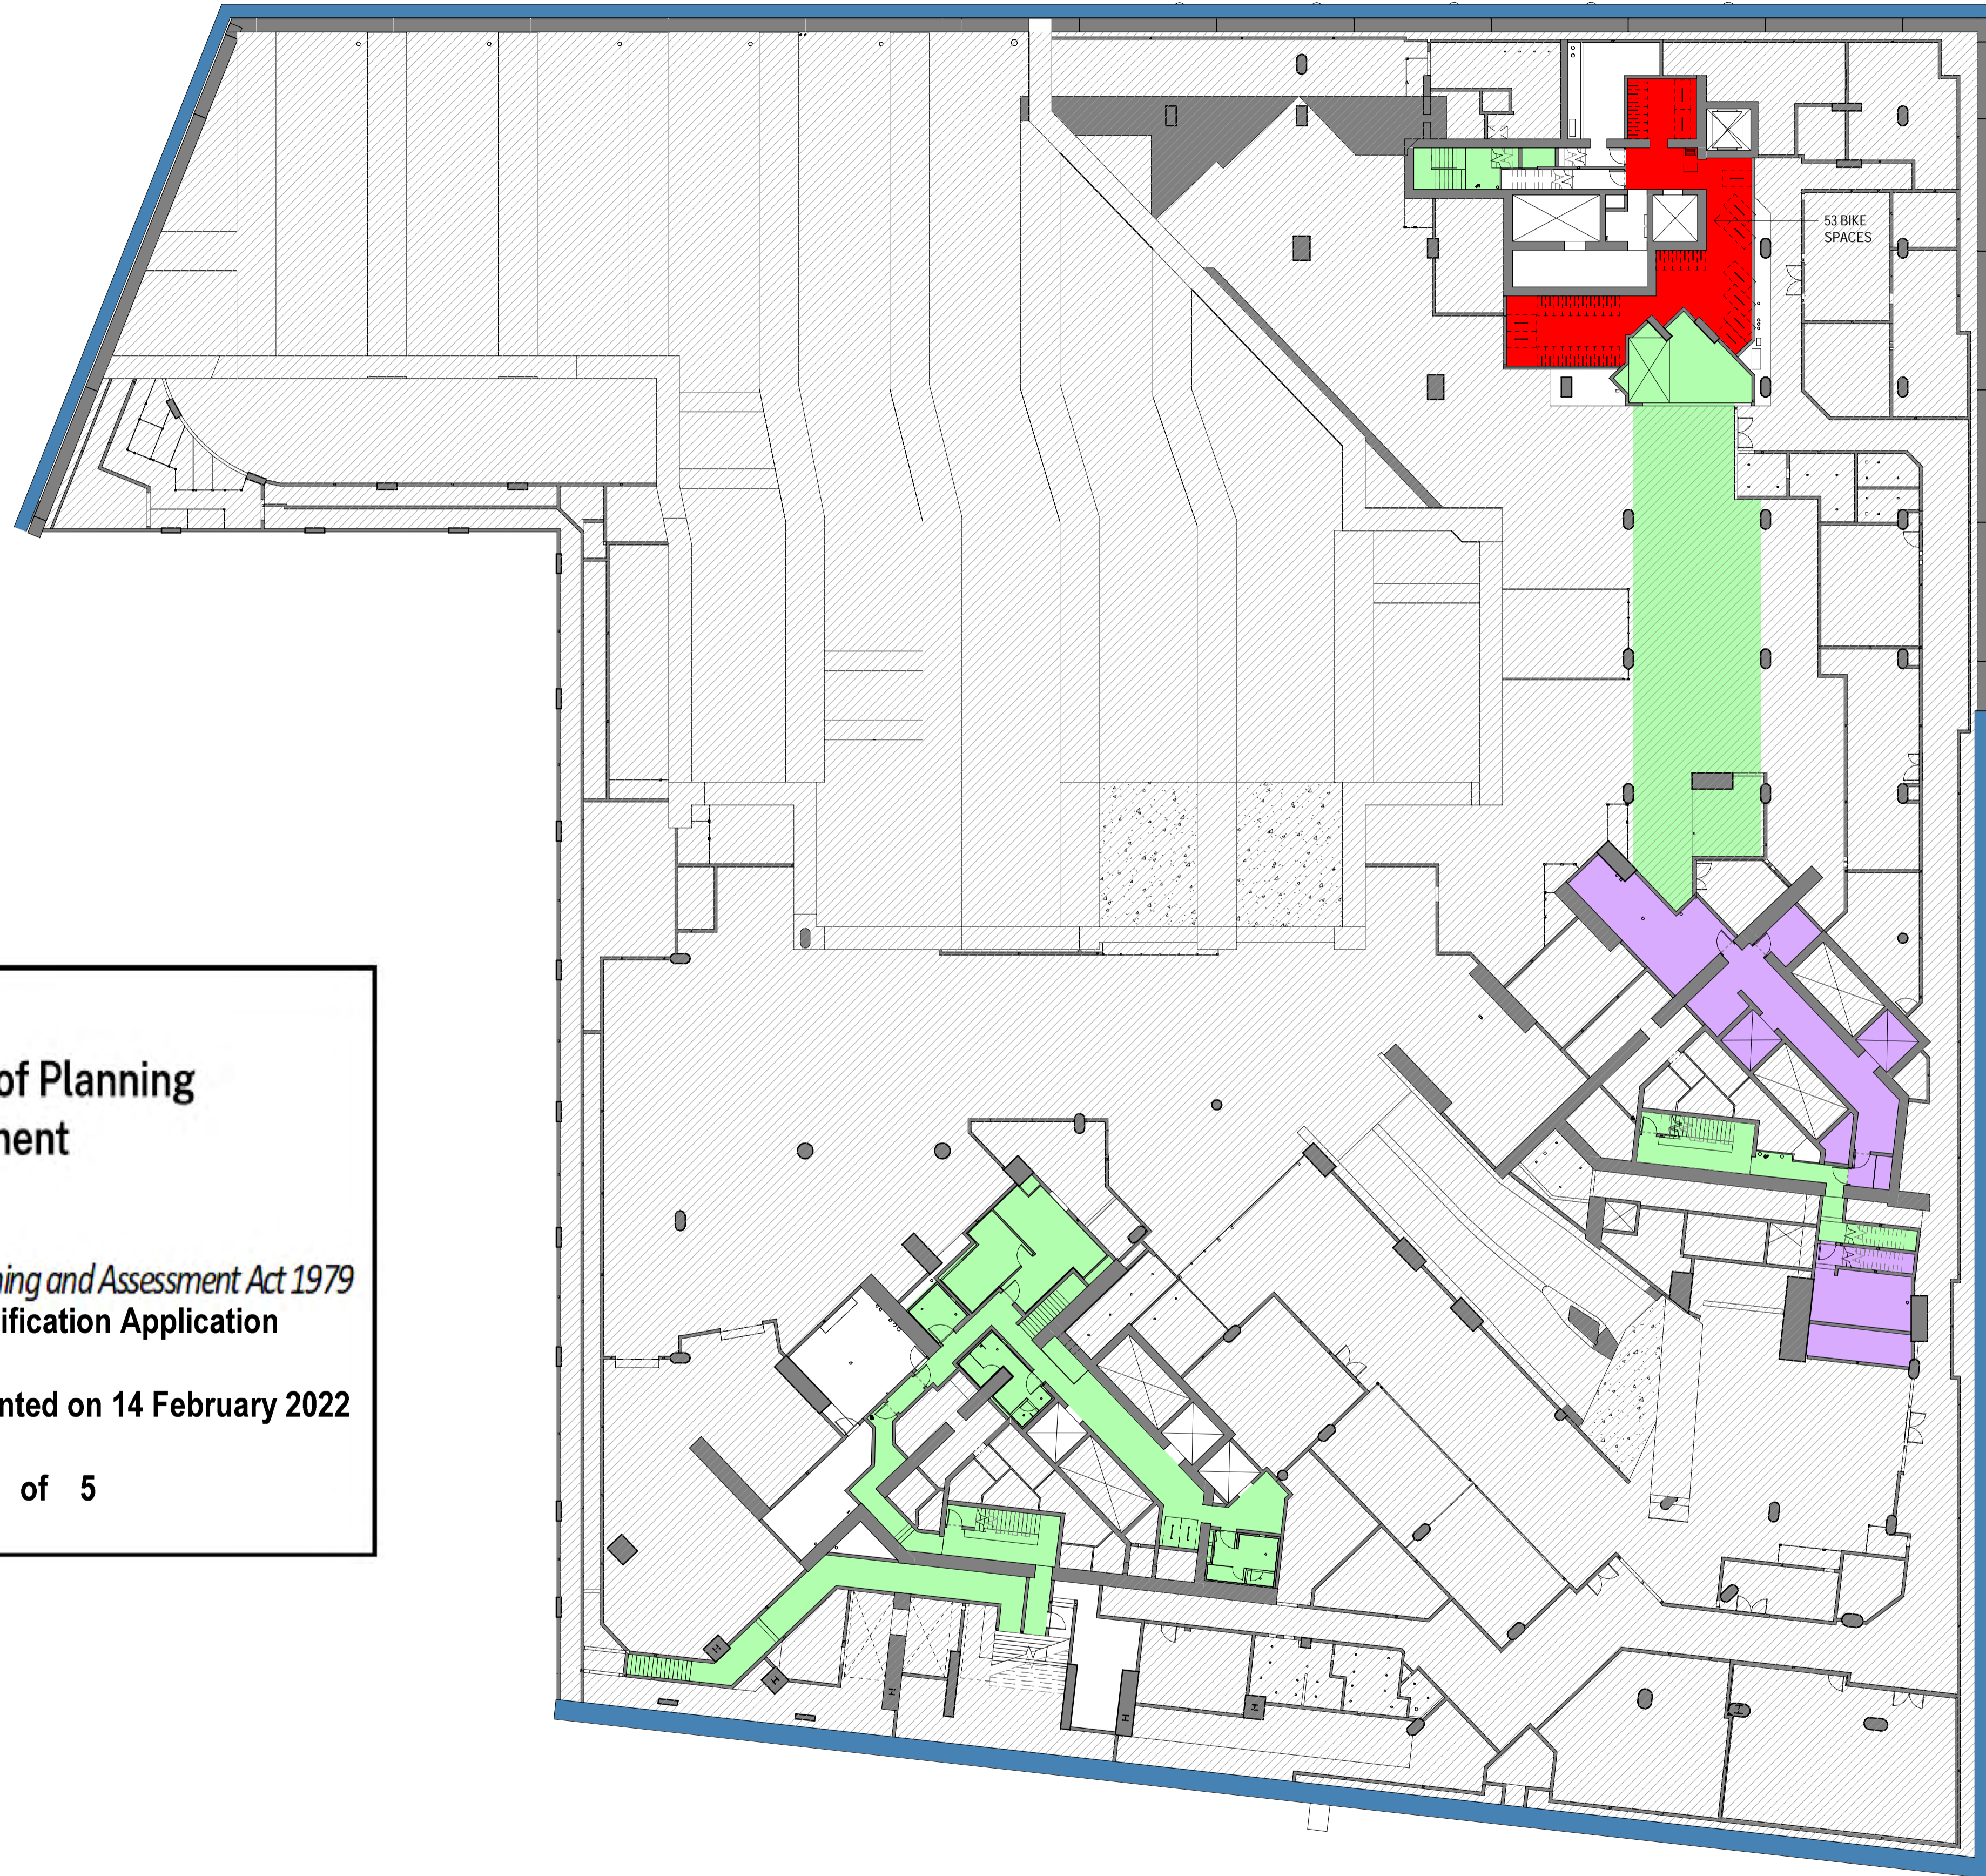 53 BIKE
SPACES
of Planning
ment
ning and Assessment Act 1979
ification Application
nted on 14 February 2022
of 5
H
H
H
H
H
H